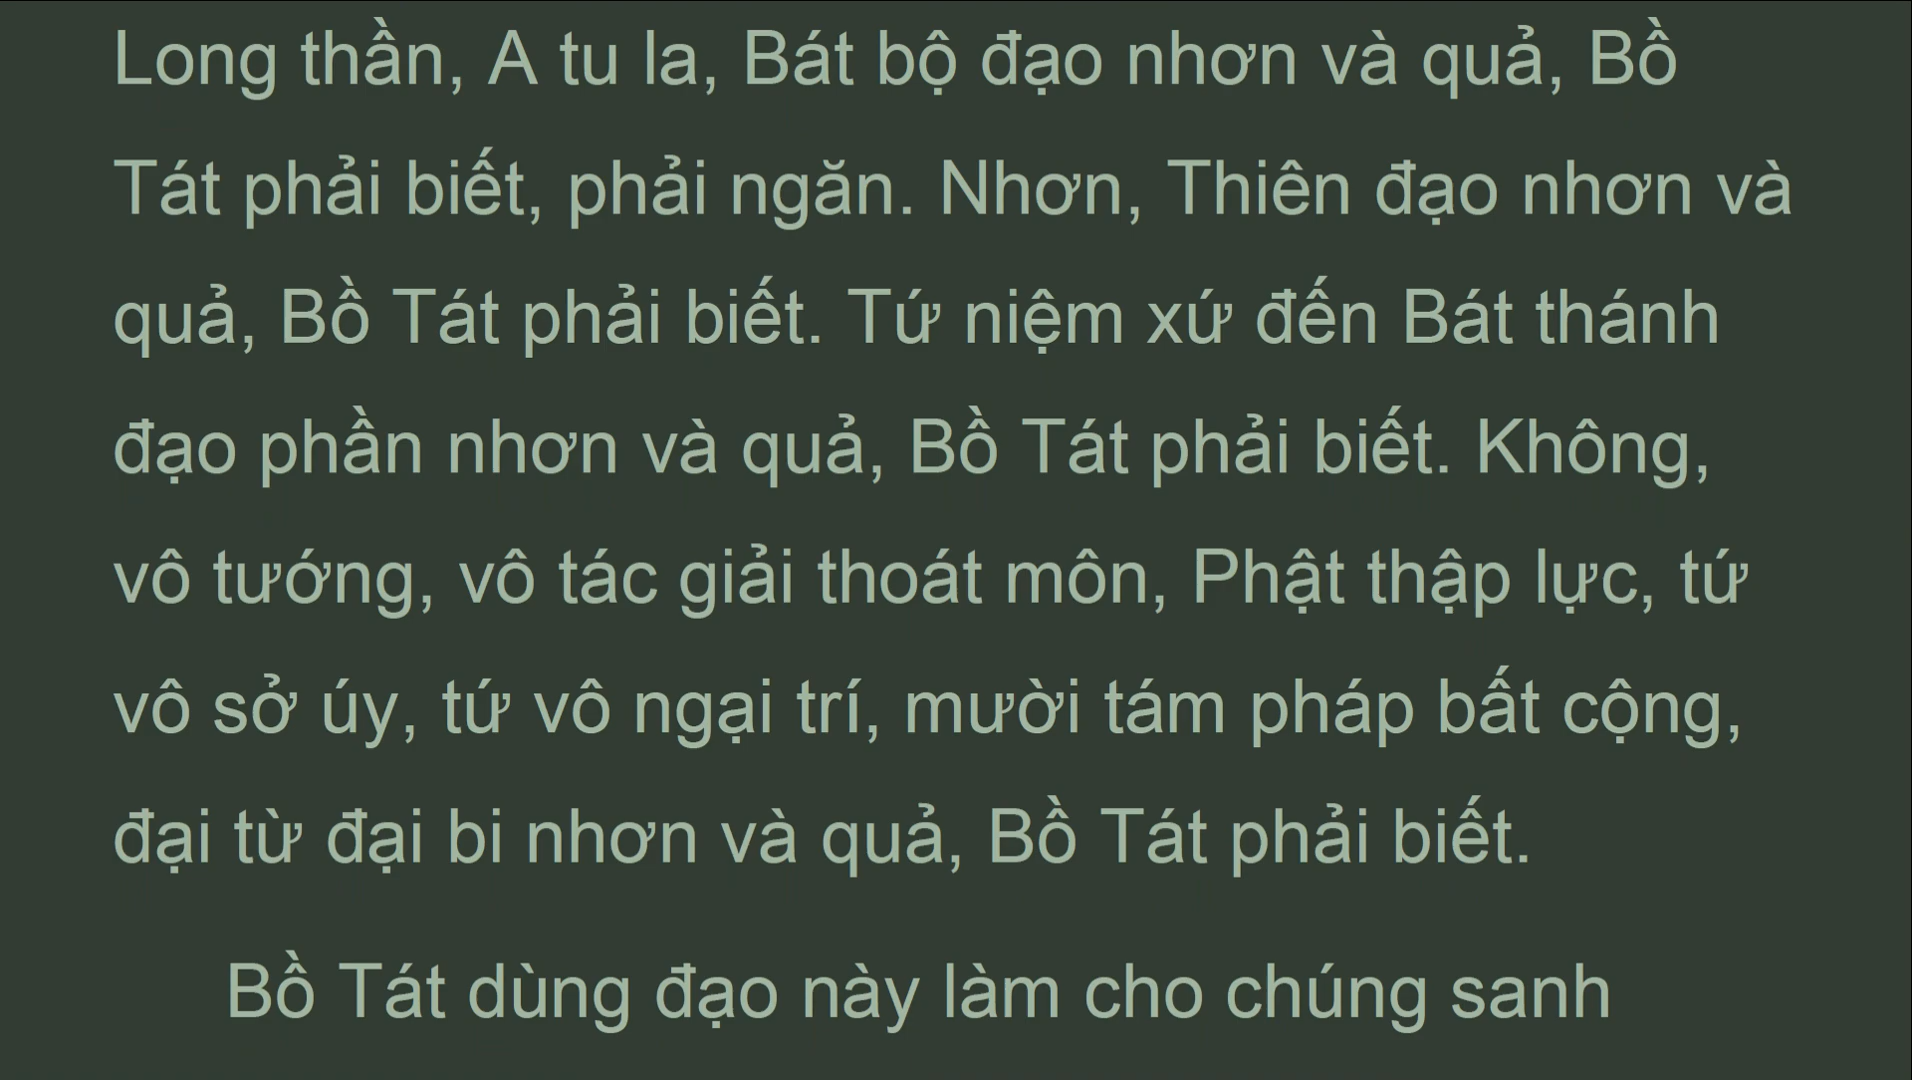 Long thần, A tu la, Bát bộ đạo nhơn và quả, Bồ
Tát phải biết, phải ngăn. Nhơn, Thiên đạo nhơn và
quả, Bồ Tát phải biết. Tứ niệm xứ đến Bát thánh
đạo phần nhơn và quả, Bồ Tát phải biết. Không,
vô tướng, vô tác giải thoát môn, Phật thập lực, tứ
vô sở úy, tứ vô ngại trí, mười tám pháp bất cộng,
đại từ đại bi nhơn và quả, Bồ Tát phải biết.
Bồ Tát dùng đạo này làm cho chúng sanh